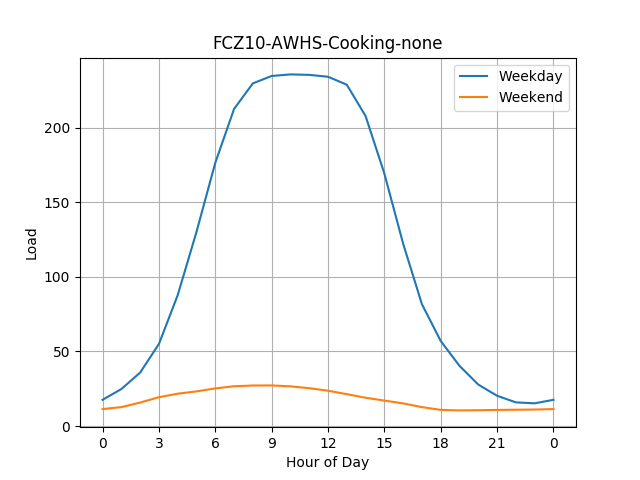 FCZ10-AWHS-Cooking-none
Weekday
Weekend
Load
200
150
100
50
0
0 3 6 9 12 15 18 21 0
Hour of Day